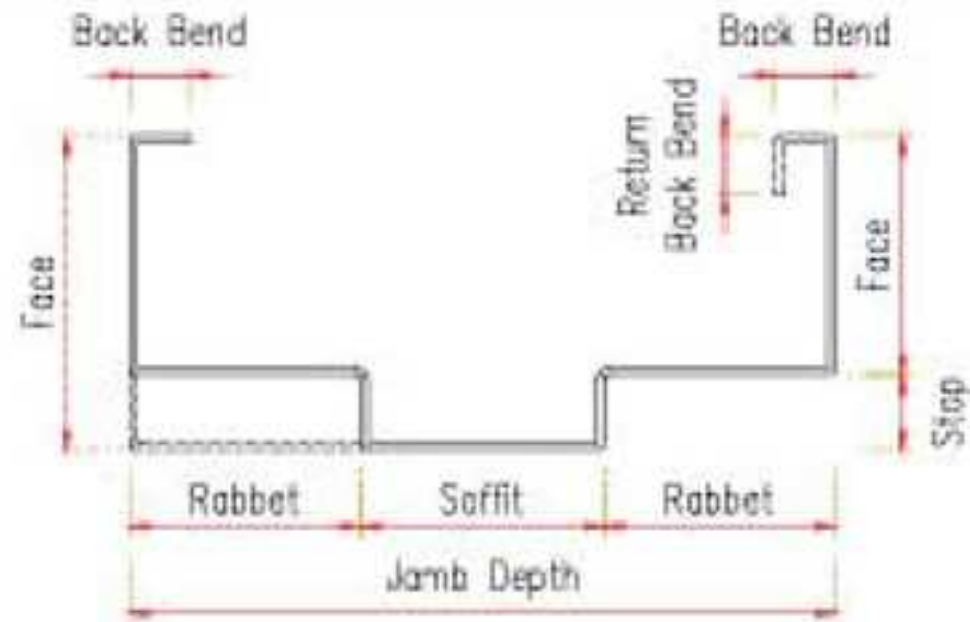 Back Bend
Back Bend
Return
Back Bend
Face
Face
Stop
Rabbet
Soffit
Rabbet
Jamb Depth